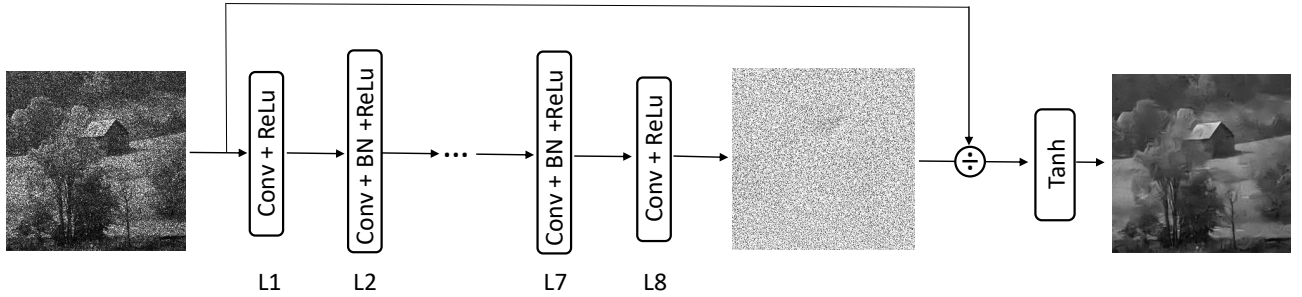 Conv + ReLu
Conv + BN +ReLu
...
Conv + BN +ReLu
Conv + ReLu
÷
Tanh
L1
L2
L7
L8